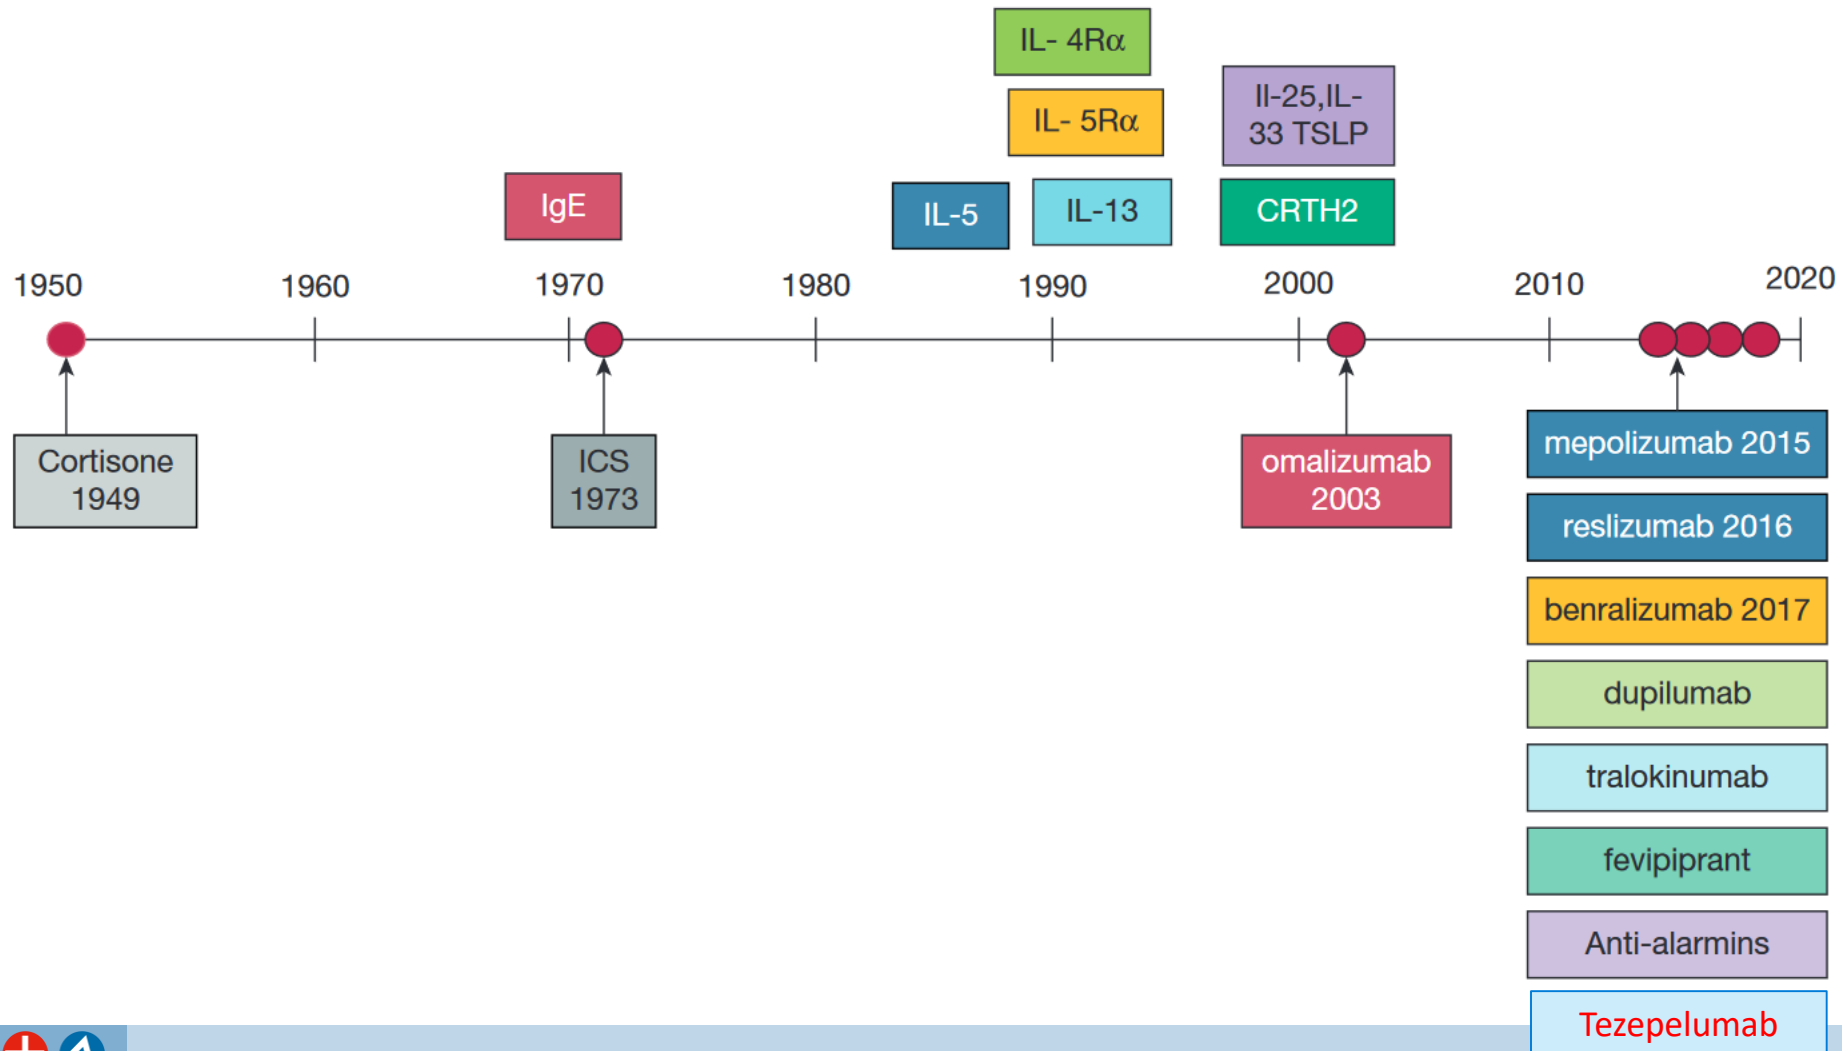 IL- 4Rα
IL- 5Rα
Il-25,IL-
33 TSLP
IgE
IL-5
IL-13
CRTH2
1950
1960
1970
1980
1990
2000
2010
2020
Cortisone
1949
ICS
1973
omalizumab
2003
mepolizumab 2015
reslizumab 2016
benralizumab 2017
dupilumab
tralokinumab
fevipiprant
Anti-alarmins
Tezepelumab